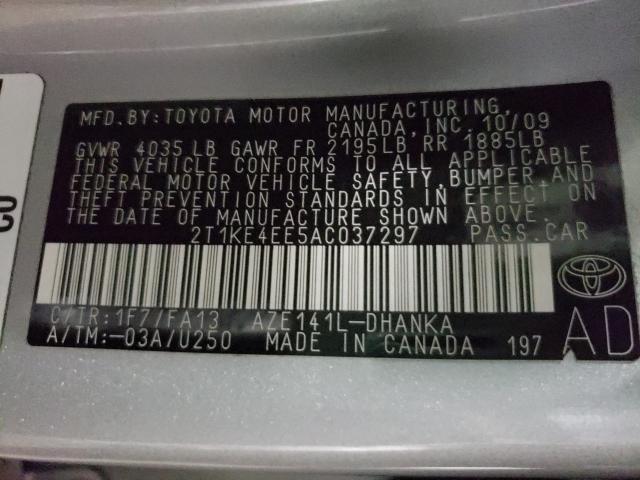 MFD. BY: TOYOTA MOTOR MANUFACTURING,
CANADA, INC. 10/09
GVWR 4035 LB GAWR FR 2195LB RR 1885LB
THIS VEHICLE CONFORMS TO ALL APPLICABLE
FEDERAL MOTOR VEHICLE SAFETY, BUMPER, AND
THEFT PREVENTION STANDARDS IN EFFECT ON
THE DATE OF MANUFACTURE SHOWN ABOVE.
2T1KE4EE5AC037297 PASS. CAR
C/TR: 1F7/FA13 AZE141L-DHANKA
A/TM: -03A/U250 MADE IN CANADA 197
AD